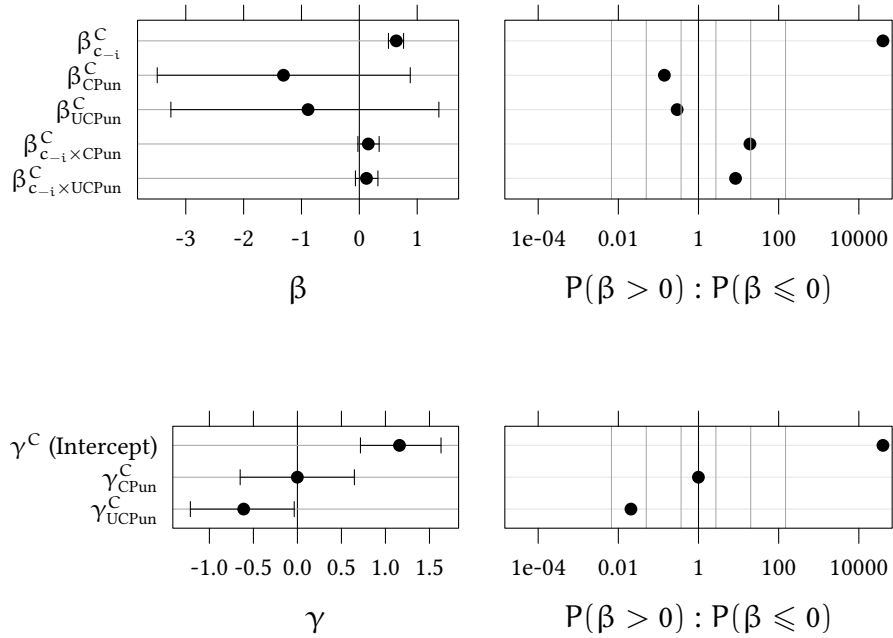 β^C_{c−i}
β^C_{CPun}
β^C_{UCPun}
β^C_{c−i×CPun}
β^C_{c−i×UCPun}
-3 -2 -1 0 1
β
1e-04 0.01 1 100 10000
P(β > 0) : P(β ⩽ 0)
γ^C (Intercept)
γ^C_{CPun}
γ^C_{UCPun}
-1.0 -0.5 0.0 0.5 1.0 1.5
γ
1e-04 0.01 1 100 10000
P(β > 0) : P(β ⩽ 0)